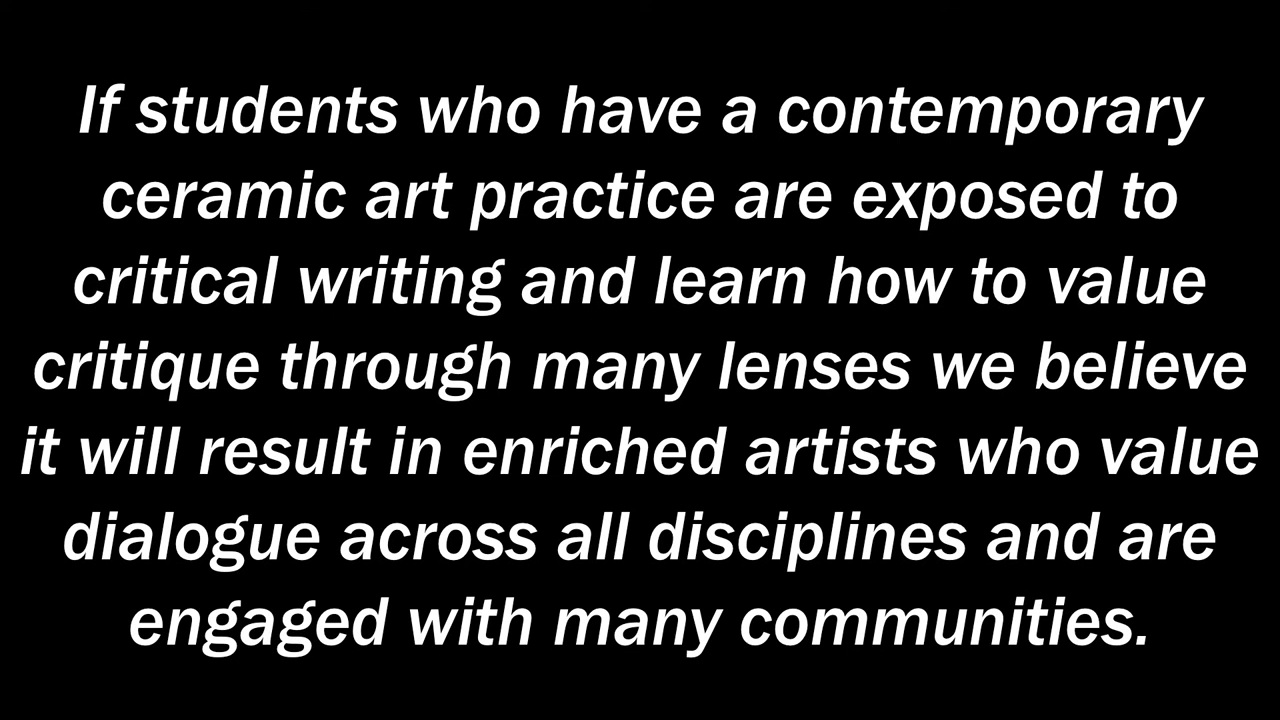 If students who have a contemporary
ceramic art practice are exposed to
critical writing and learn how to value
critique through many lenses we believe
it will result in enriched artists who value
dialogue across all disciplines and are
engaged with many communities.